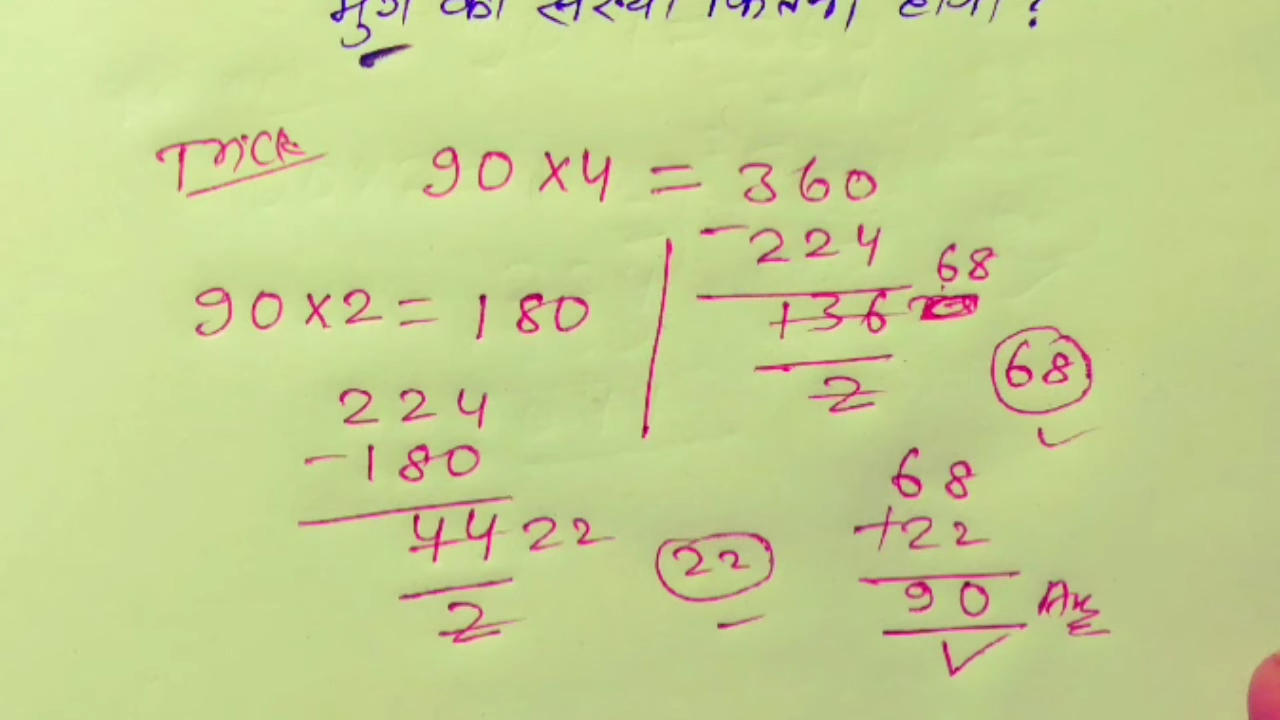 मुर्गे की संख्या कितनी होगी ?
Trick
90 × 4 = 360
- 224
136 68
2
68
90 × 2 = 180
224
- 180
44 22
2
22
68
+ 22
90 Ans